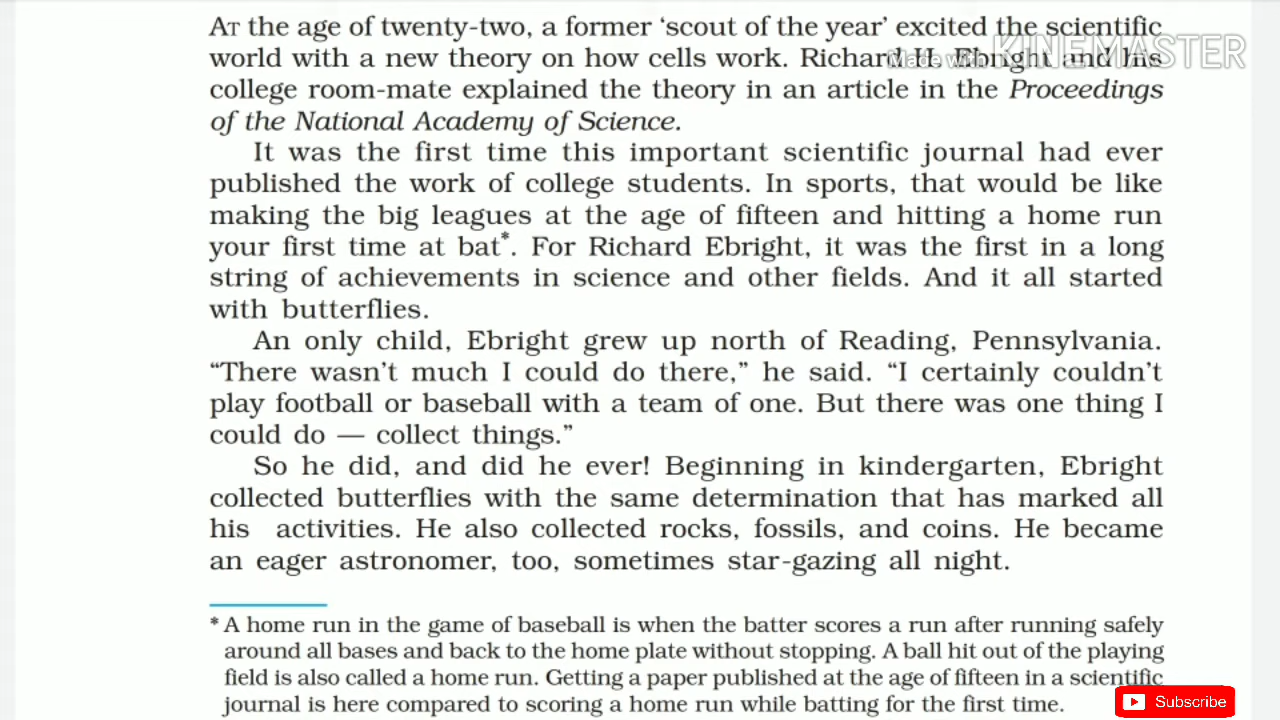 AT the age of twenty-two, a former ‘scout of the year’ excited the scientific
world with a new theory on how cells work. Richard H. Ebright and his
college room-mate explained the theory in an article in the Proceedings
of the National Academy of Science.
It was the first time this important scientific journal had ever
published the work of college students. In sports, that would be like
making the big leagues at the age of fifteen and hitting a home run
your first time at bat*. For Richard Ebright, it was the first in a long
string of achievements in science and other fields. And it all started
with butterflies.
An only child, Ebright grew up north of Reading, Pennsylvania.
“There wasn’t much I could do there,” he said. “I certainly couldn’t
play football or baseball with a team of one. But there was one thing I
could do — collect things.”
So he did, and did he ever! Beginning in kindergarten, Ebright
collected butterflies with the same determination that has marked all
his activities. He also collected rocks, fossils, and coins. He became
an eager astronomer, too, sometimes star-gazing all night.
* A home run in the game of baseball is when the batter scores a run after running safely
around all bases and back to the home plate without stopping. A ball hit out of the playing
field is also called a home run. Getting a paper published at the age of fifteen in a scientific
journal is here compared to scoring a home run while batting for the first time.
Made with KINEMASTER
Subscribe